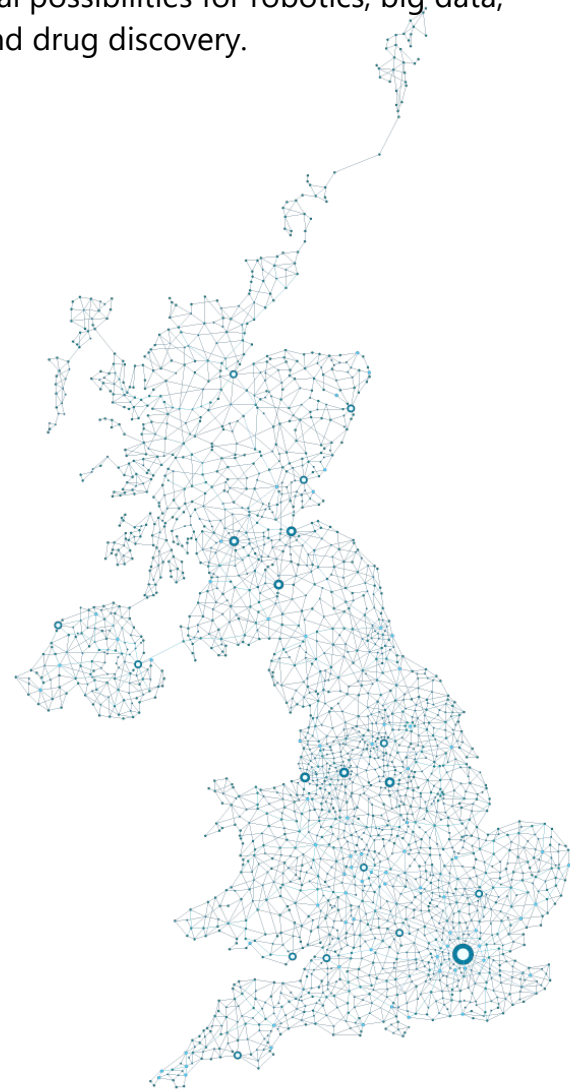 al possibilities for robotics, big data,
nd drug discovery.